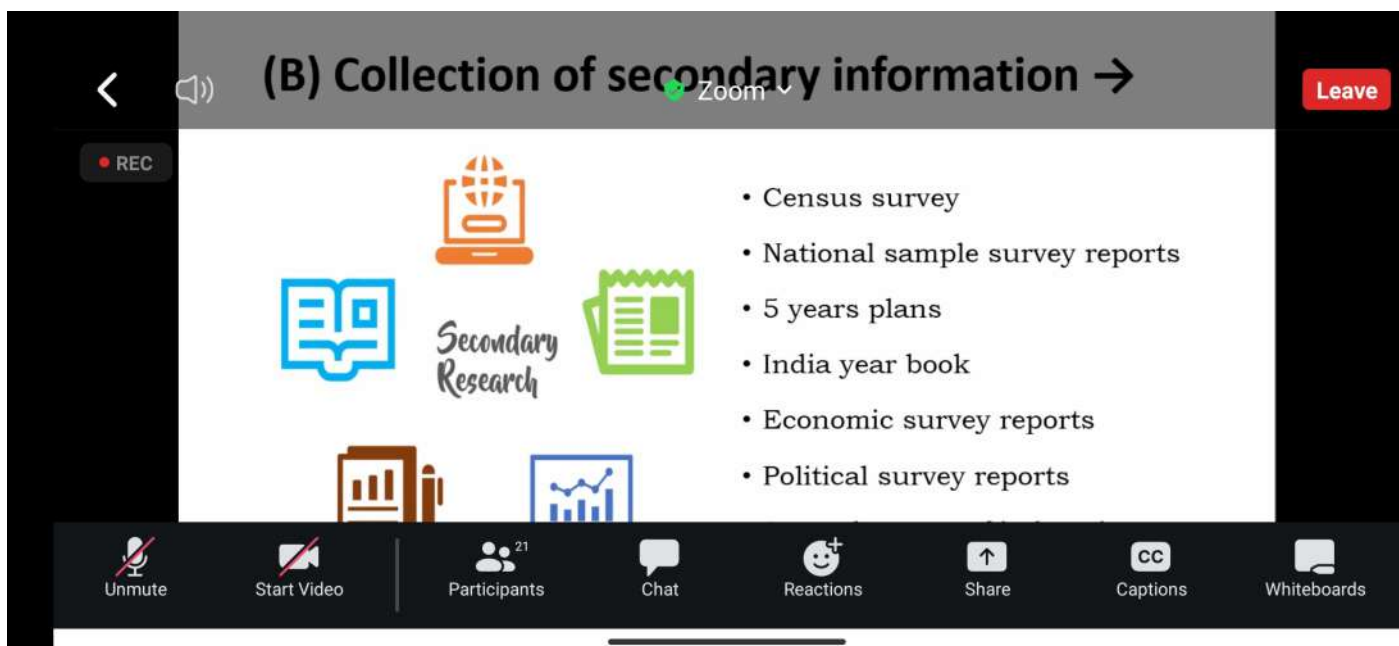 (B) Collection of secondary information →
Zoom
Leave
REC
• Census survey
• National sample survey reports
• 5 years plans
• India year book
• Economic survey reports
• Political survey reports
Secondary
Research
21
Unmute
Start Video
Participants
Chat
Reactions
Share
CC
Captions
Whiteboards